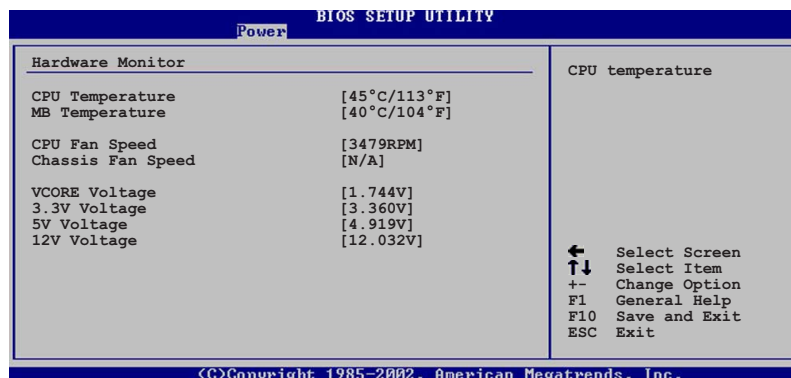 BIOS SETUP UTILITY
Power
Hardware Monitor
CPU Temperature [45°C/113°F]
MB Temperature [40°C/104°F]
CPU Fan Speed [3479RPM]
Chassis Fan Speed [N/A]
VCORE Voltage [1.744V]
3.3V Voltage [3.360V]
5V Voltage [4.919V]
12V Voltage [12.032V]
CPU temperature
← Select Screen
↑↓ Select Item
+- Change Option
F1 General Help
F10 Save and Exit
ESC Exit
(C)Copyright 1985-2002, American Megatrends, Inc.